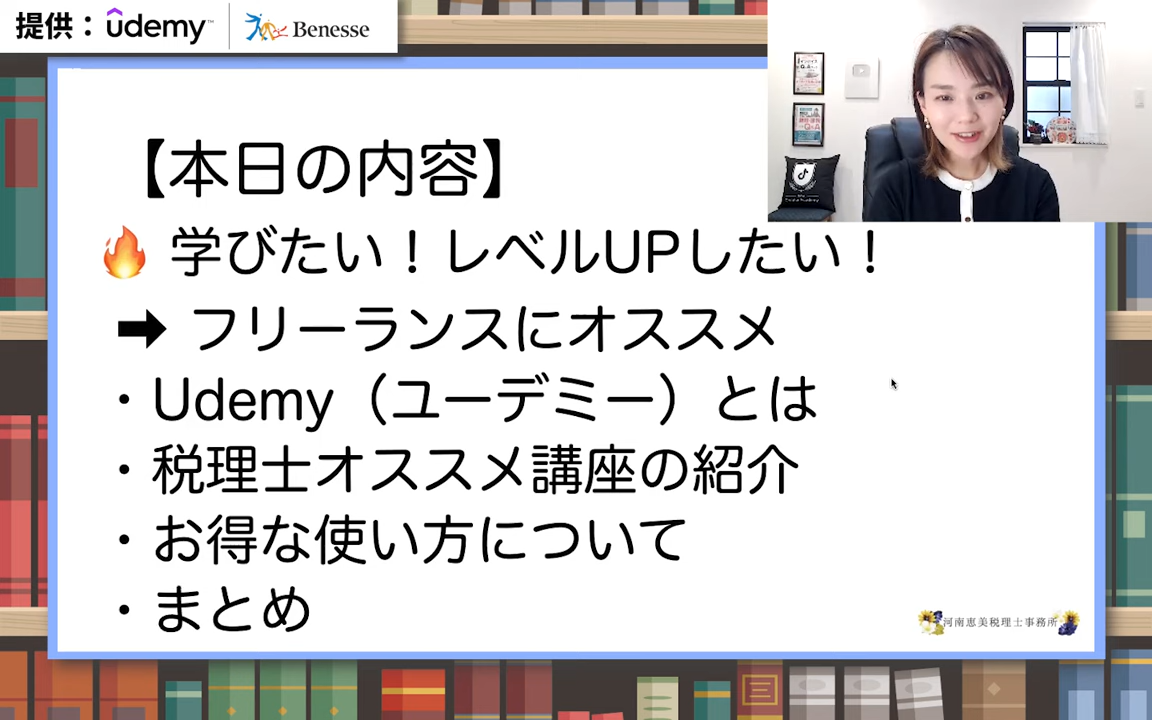 提供：ûdemy
Benesse
【本日の内容】
🔥 学びたい！レベルUPしたい！
➡ フリーランスにオススメ
・Udemy（ユーデミー）とは
・税理士オススメ講座の紹介
・お得な使い方について
・まとめ
河南恵美税理士事務所
Q&A
Q&A